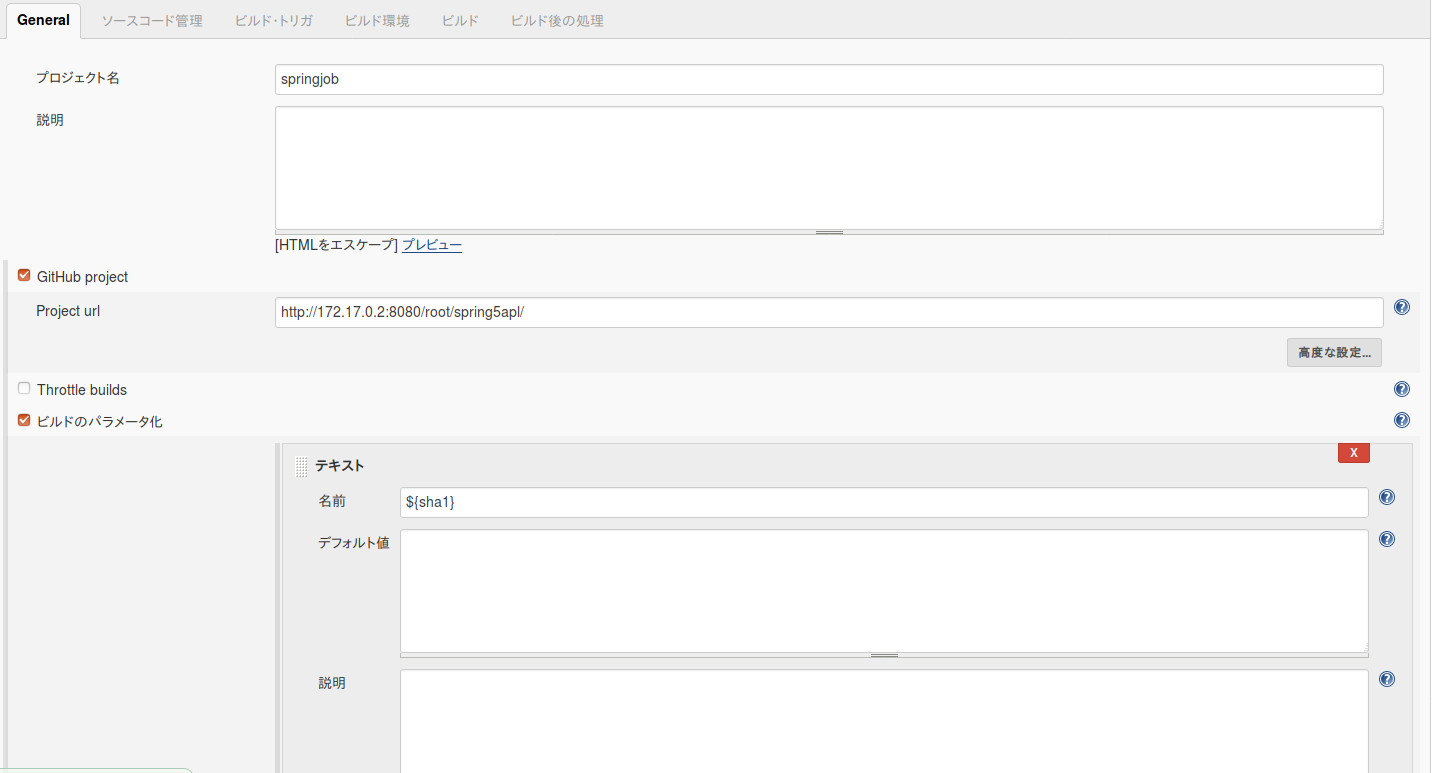 General ソースコード管理 ビルド・トリガ ビルド環境 ビルド ビルド後の処理
プロジェクト名 springjob
説明
[HTMLをエスケープ] プレビュー
GitHub project
Project url http://172.17.0.2:8080/root/spring5apl/
高度な設定...
Throttle builds
ビルドのパラメータ化
X
テキスト
名前 ${sha1}
デフォルト値
説明